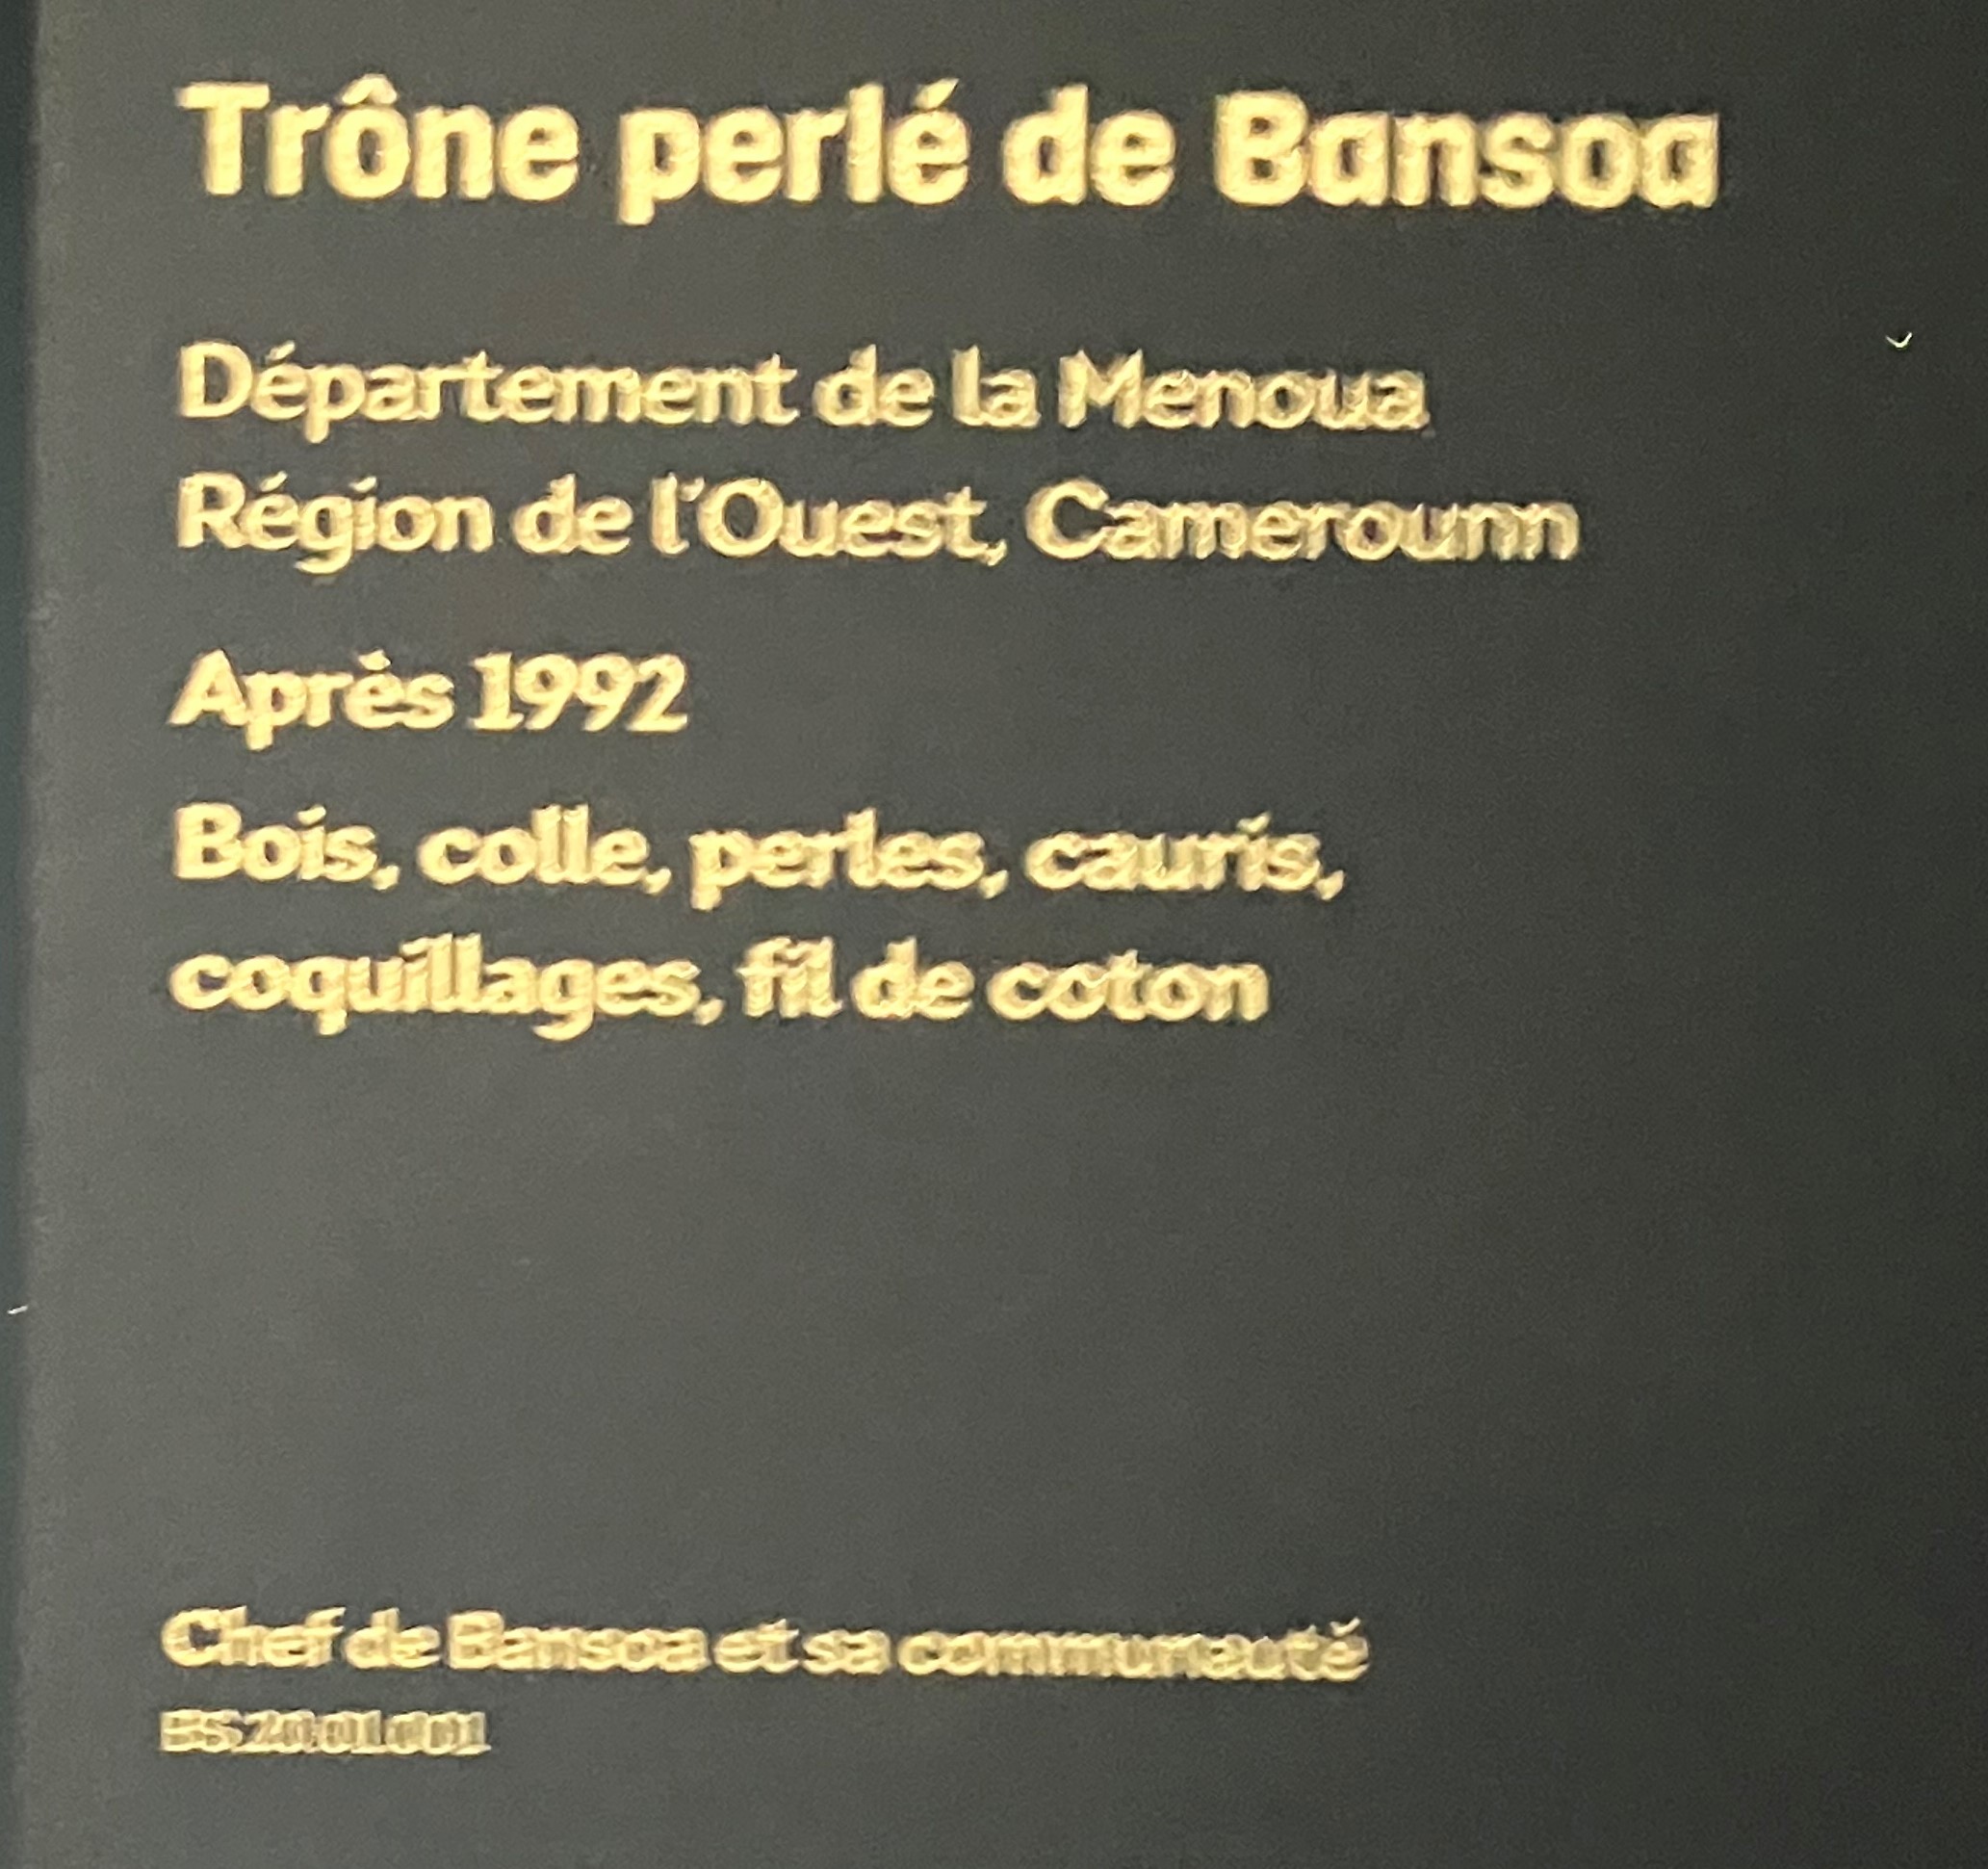 Trône perlé de Bansoa
Département de la Menoua
Région de l'Ouest, Camerounn
Après 1992
Bois, colle, perles, cauris,
coquillages, fil de coton
Chef de Bansoa et sa communauté